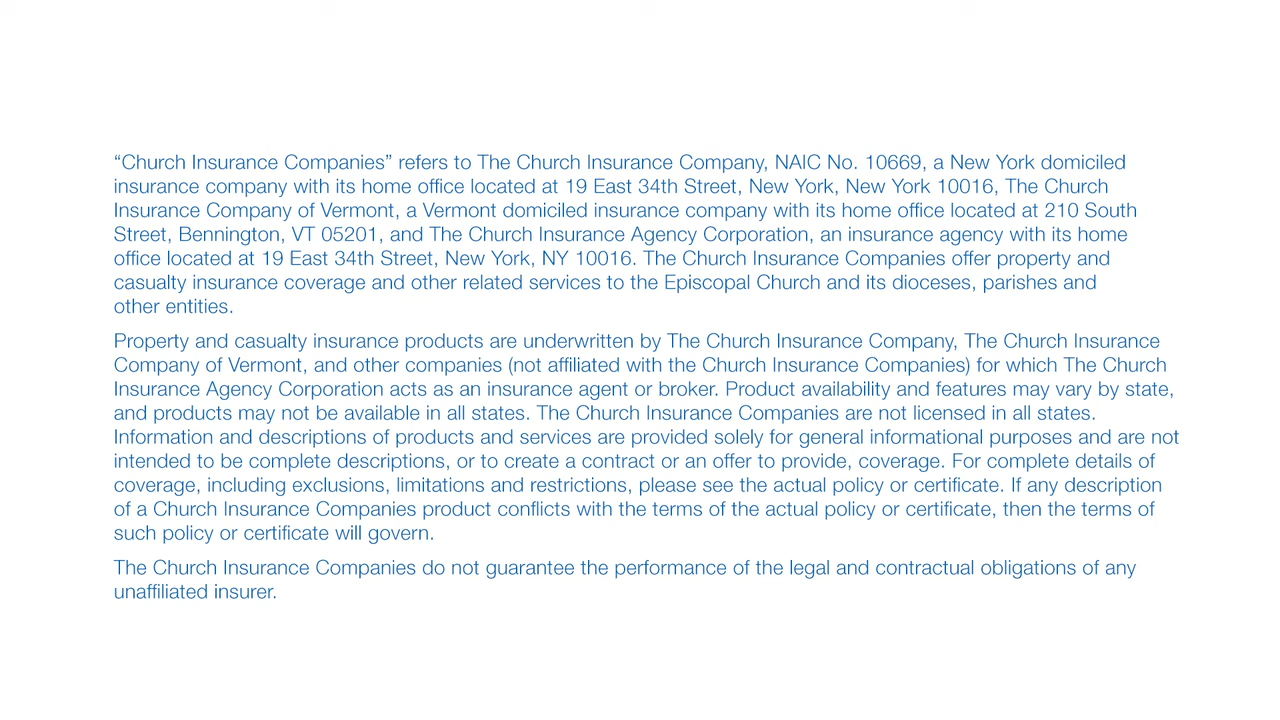 “Church Insurance Companies” refers to The Church Insurance Company, NAIC No. 10669, a New York domiciled
insurance company with its home office located at 19 East 34th Street, New York, New York 10016, The Church
Insurance Company of Vermont, a Vermont domiciled insurance company with its home office located at 210 South
Street, Bennington, VT 05201, and The Church Insurance Agency Corporation, an insurance agency with its home
office located at 19 East 34th Street, New York, NY 10016. The Church Insurance Companies offer property and
casualty insurance coverage and other related services to the Episcopal Church and its dioceses, parishes and
other entities.
Property and casualty insurance products are underwritten by The Church Insurance Company, The Church Insurance
Company of Vermont, and other companies (not affiliated with the Church Insurance Companies) for which The Church
Insurance Agency Corporation acts as an insurance agent or broker. Product availability and features may vary by state,
and products may not be available in all states. The Church Insurance Companies are not licensed in all states.
Information and descriptions of products and services are provided solely for general informational purposes and are not
intended to be complete descriptions, or to create a contract or an offer to provide, coverage. For complete details of
coverage, including exclusions, limitations and restrictions, please see the actual policy or certificate. If any description
of a Church Insurance Companies product conflicts with the terms of the actual policy or certificate, then the terms of
such policy or certificate will govern.
The Church Insurance Companies do not guarantee the performance of the legal and contractual obligations of any
unaffiliated insurer.